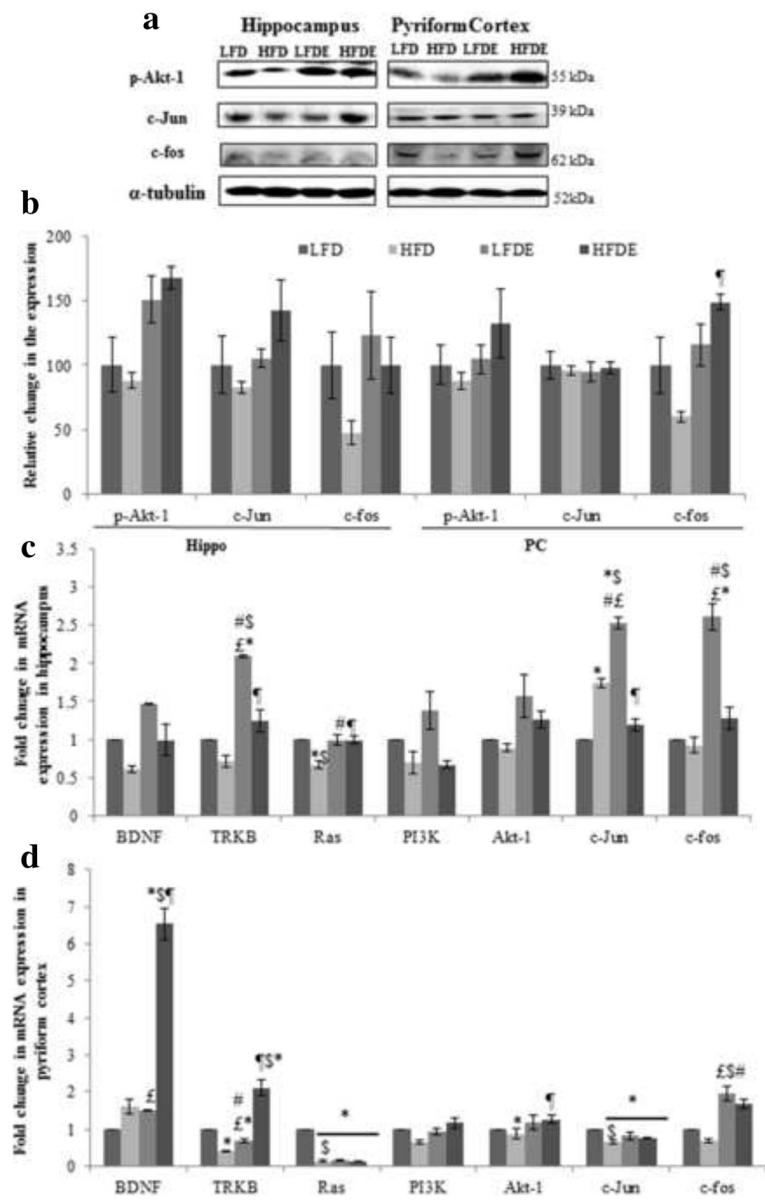 a
Hippocampus PyriformCortex
LFD HFD LFDE HFDE LFD HFD LFDE HFDE
p-Akt-1 55 kDa
c-Jun 39 kDa
c-fos 62 kDa
α-tubulin 52kDa
b
Relative change in the expression
200
150
100
50
0
LFD HFD LFDE HFDE
¶
p-Akt-1 c-Jun c-fos p-Akt-1 c-Jun c-fos
Hippo PC
c
Fold chnage in mRNA
expression in hippocampus
3.5
3
2.5
2
1.5
1
0.5
0
#$
£*
¶
*$
#¶
*
*$
#£
¶
#$
£*
BDNF TRKB Ras PI3K Akt-1 c-Jun c-fos
d
Fold change in mRNA expression in
pyriform cortex
8
7
6
5
4
3
2
1
0
£
*$¶
*
#
£*
¶$*
$
*
*
¶
$
*
£$#
BDNF TRKB Ras PI3K Akt-1 c-Jun c-fos